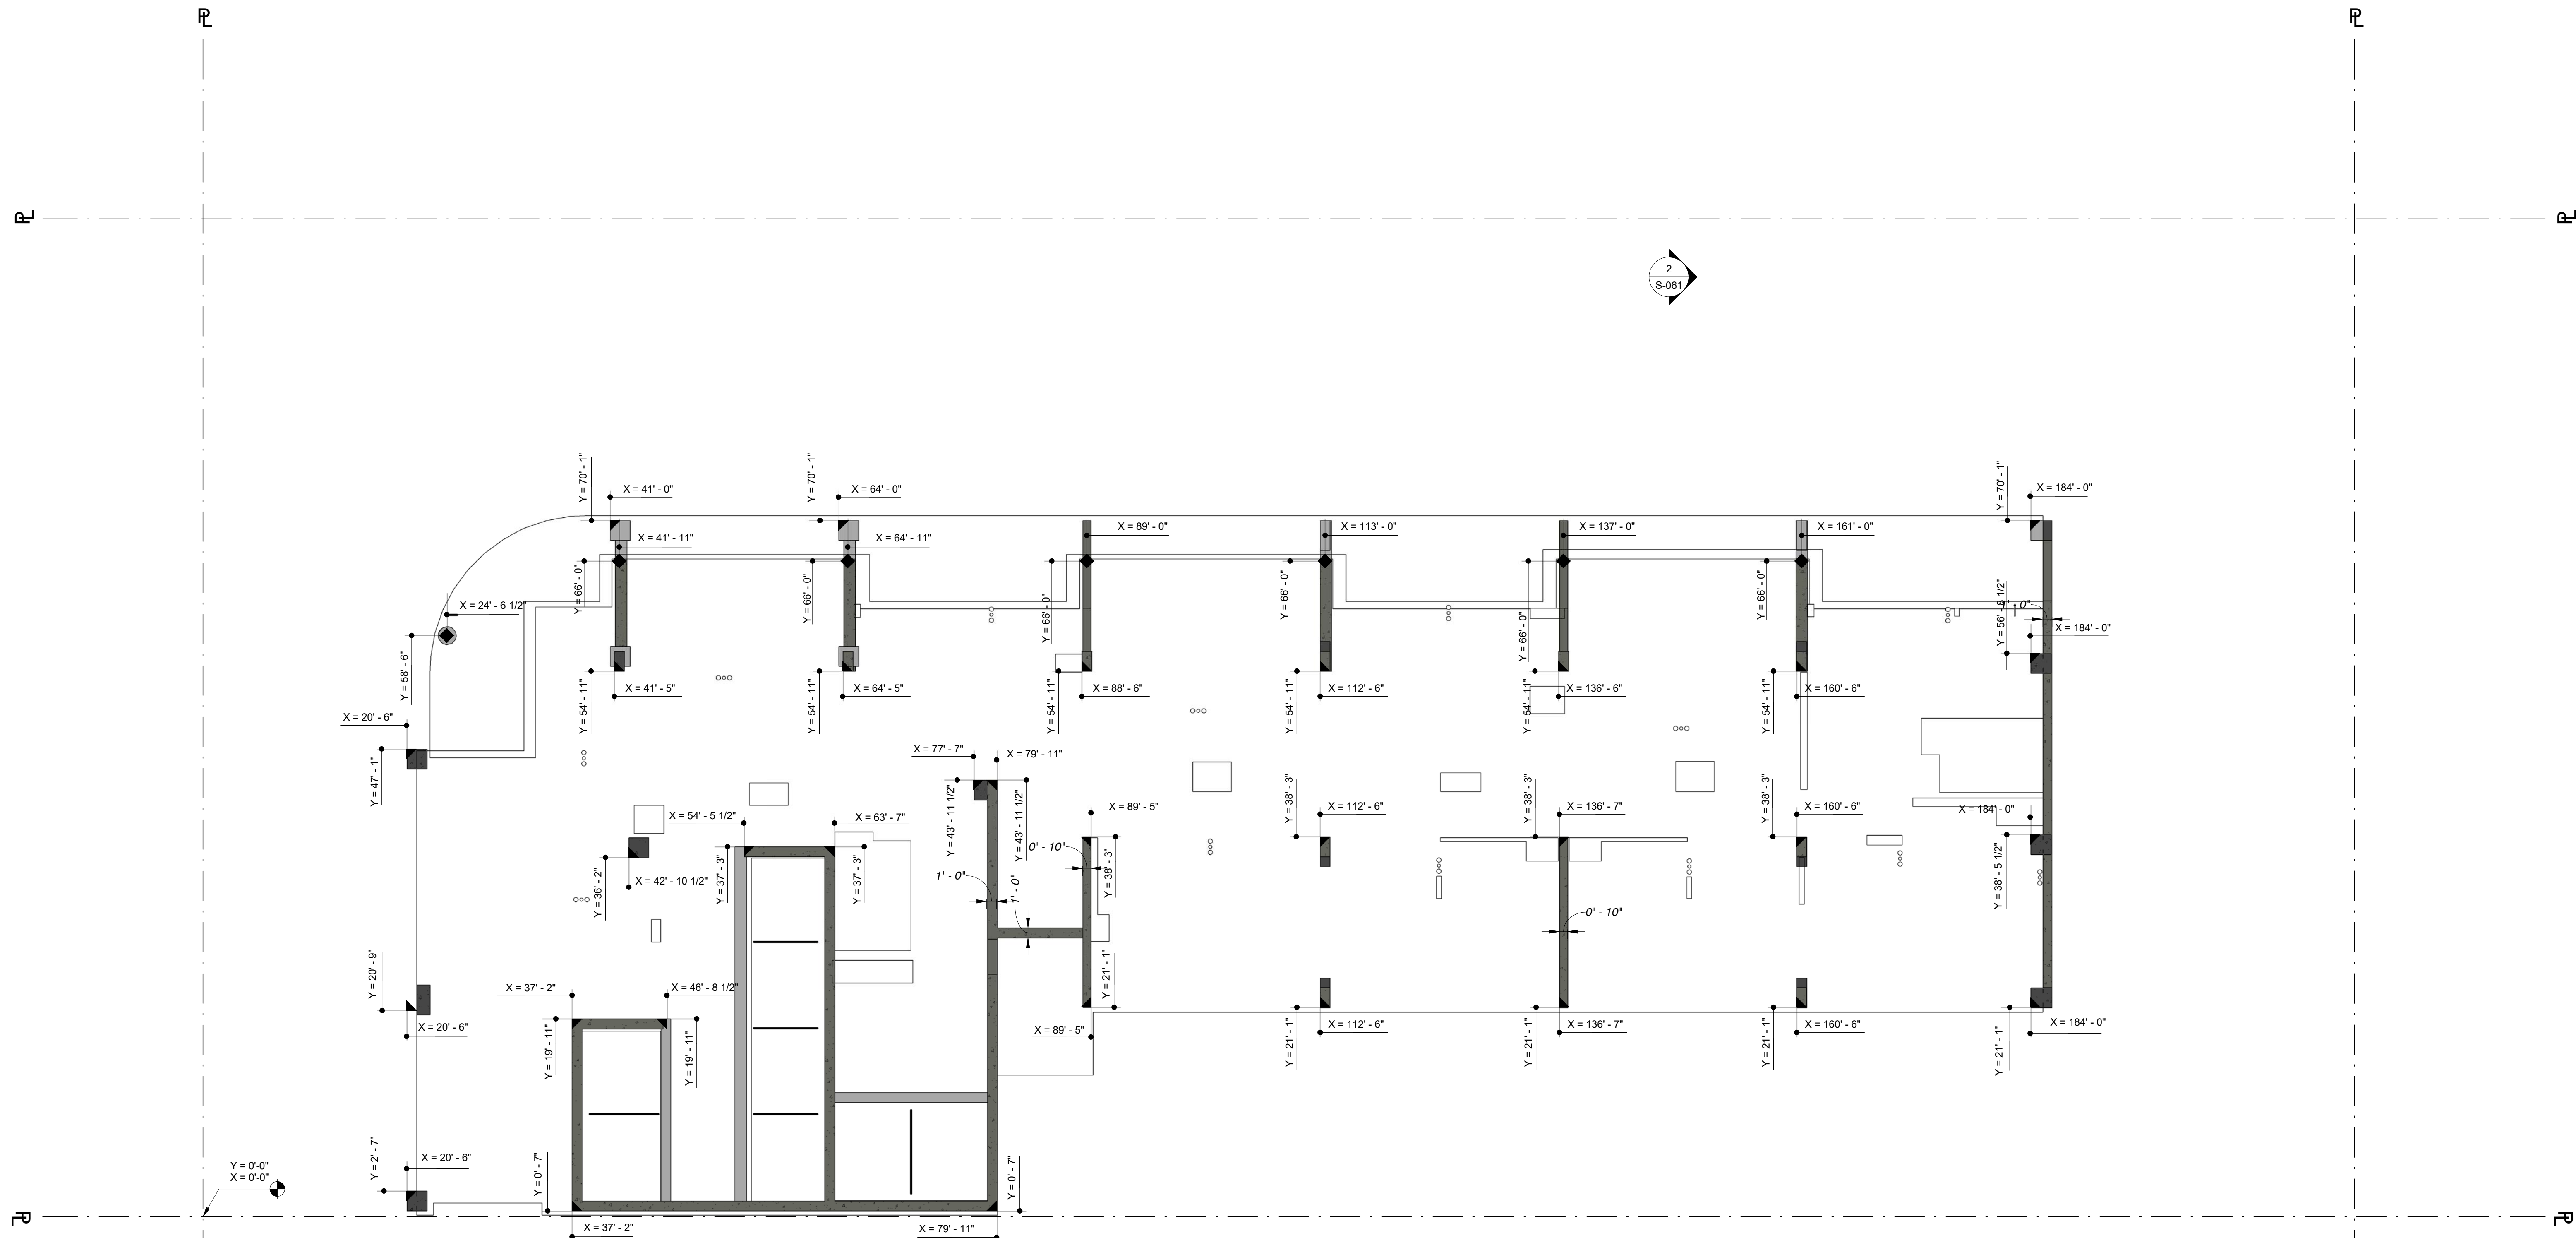 PL
PL
PL
PL
2
S-061
Y = 70' - 1"
X = 41' - 0"
Y = 70' - 1"
X = 64' - 0"
Y = 70' - 1"
X = 184' - 0"
X = 41' - 11"
X = 64' - 11"
X = 89' - 0"
X = 113' - 0"
X = 137' - 0"
X = 161' - 0"
Y = 66' - 0"
Y = 66' - 0"
Y = 66' - 0"
Y = 66' - 0"
Y = 66' - 0"
Y = 66' - 0"
X = 24' - 6 1/2"
Y = 56' - 8 1/2"
1' - 0"
X = 184' - 0"
Y = 58' - 6"
X = 20' - 6"
Y = 47' - 1"
Y = 54' - 11"
X = 41' - 5"
Y = 54' - 11"
X = 64' - 5"
Y = 54' - 11"
X = 88' - 6"
Y = 54' - 11"
X = 112' - 6"
Y = 54' - 11"
X = 136' - 6"
Y = 54' - 11"
X = 160' - 6"
X = 77' - 7"
X = 79' - 11"
Y = 43' - 11 1/2"
Y = 43' - 11 1/2"
X = 54' - 5 1/2"
X = 63' - 7"
X = 89' - 5"
Y = 38' - 3"
X = 112' - 6"
Y = 38' - 3"
X = 136' - 7"
Y = 38' - 3"
X = 160' - 6"
X = 184' - 0"
Y = 38' - 5 1/2"
0' - 10"
Y = 38' - 3"
1' - 0"
1' - 0"
0' - 10"
Y = 36' - 2"
X = 42' - 10 1/2"
Y = 37' - 3"
Y = 37' - 3"
Y = 20' - 9"
X = 20' - 6"
X = 37' - 2"
X = 46' - 8 1/2"
Y = 19' - 11"
Y = 19' - 11"
Y = 21' - 1"
X = 89' - 5"
Y = 21' - 1"
X = 112' - 6"
Y = 21' - 1"
X = 136' - 7"
Y = 21' - 1"
X = 160' - 6"
Y = 21' - 1"
X = 184' - 0"
Y = 2' - 7"
X = 20' - 6"
Y = 0'-0"
X = 0'-0"
Y = 0' - 7"
Y = 0' - 7"
X = 37' - 2"
X = 79' - 11"
PL
PL